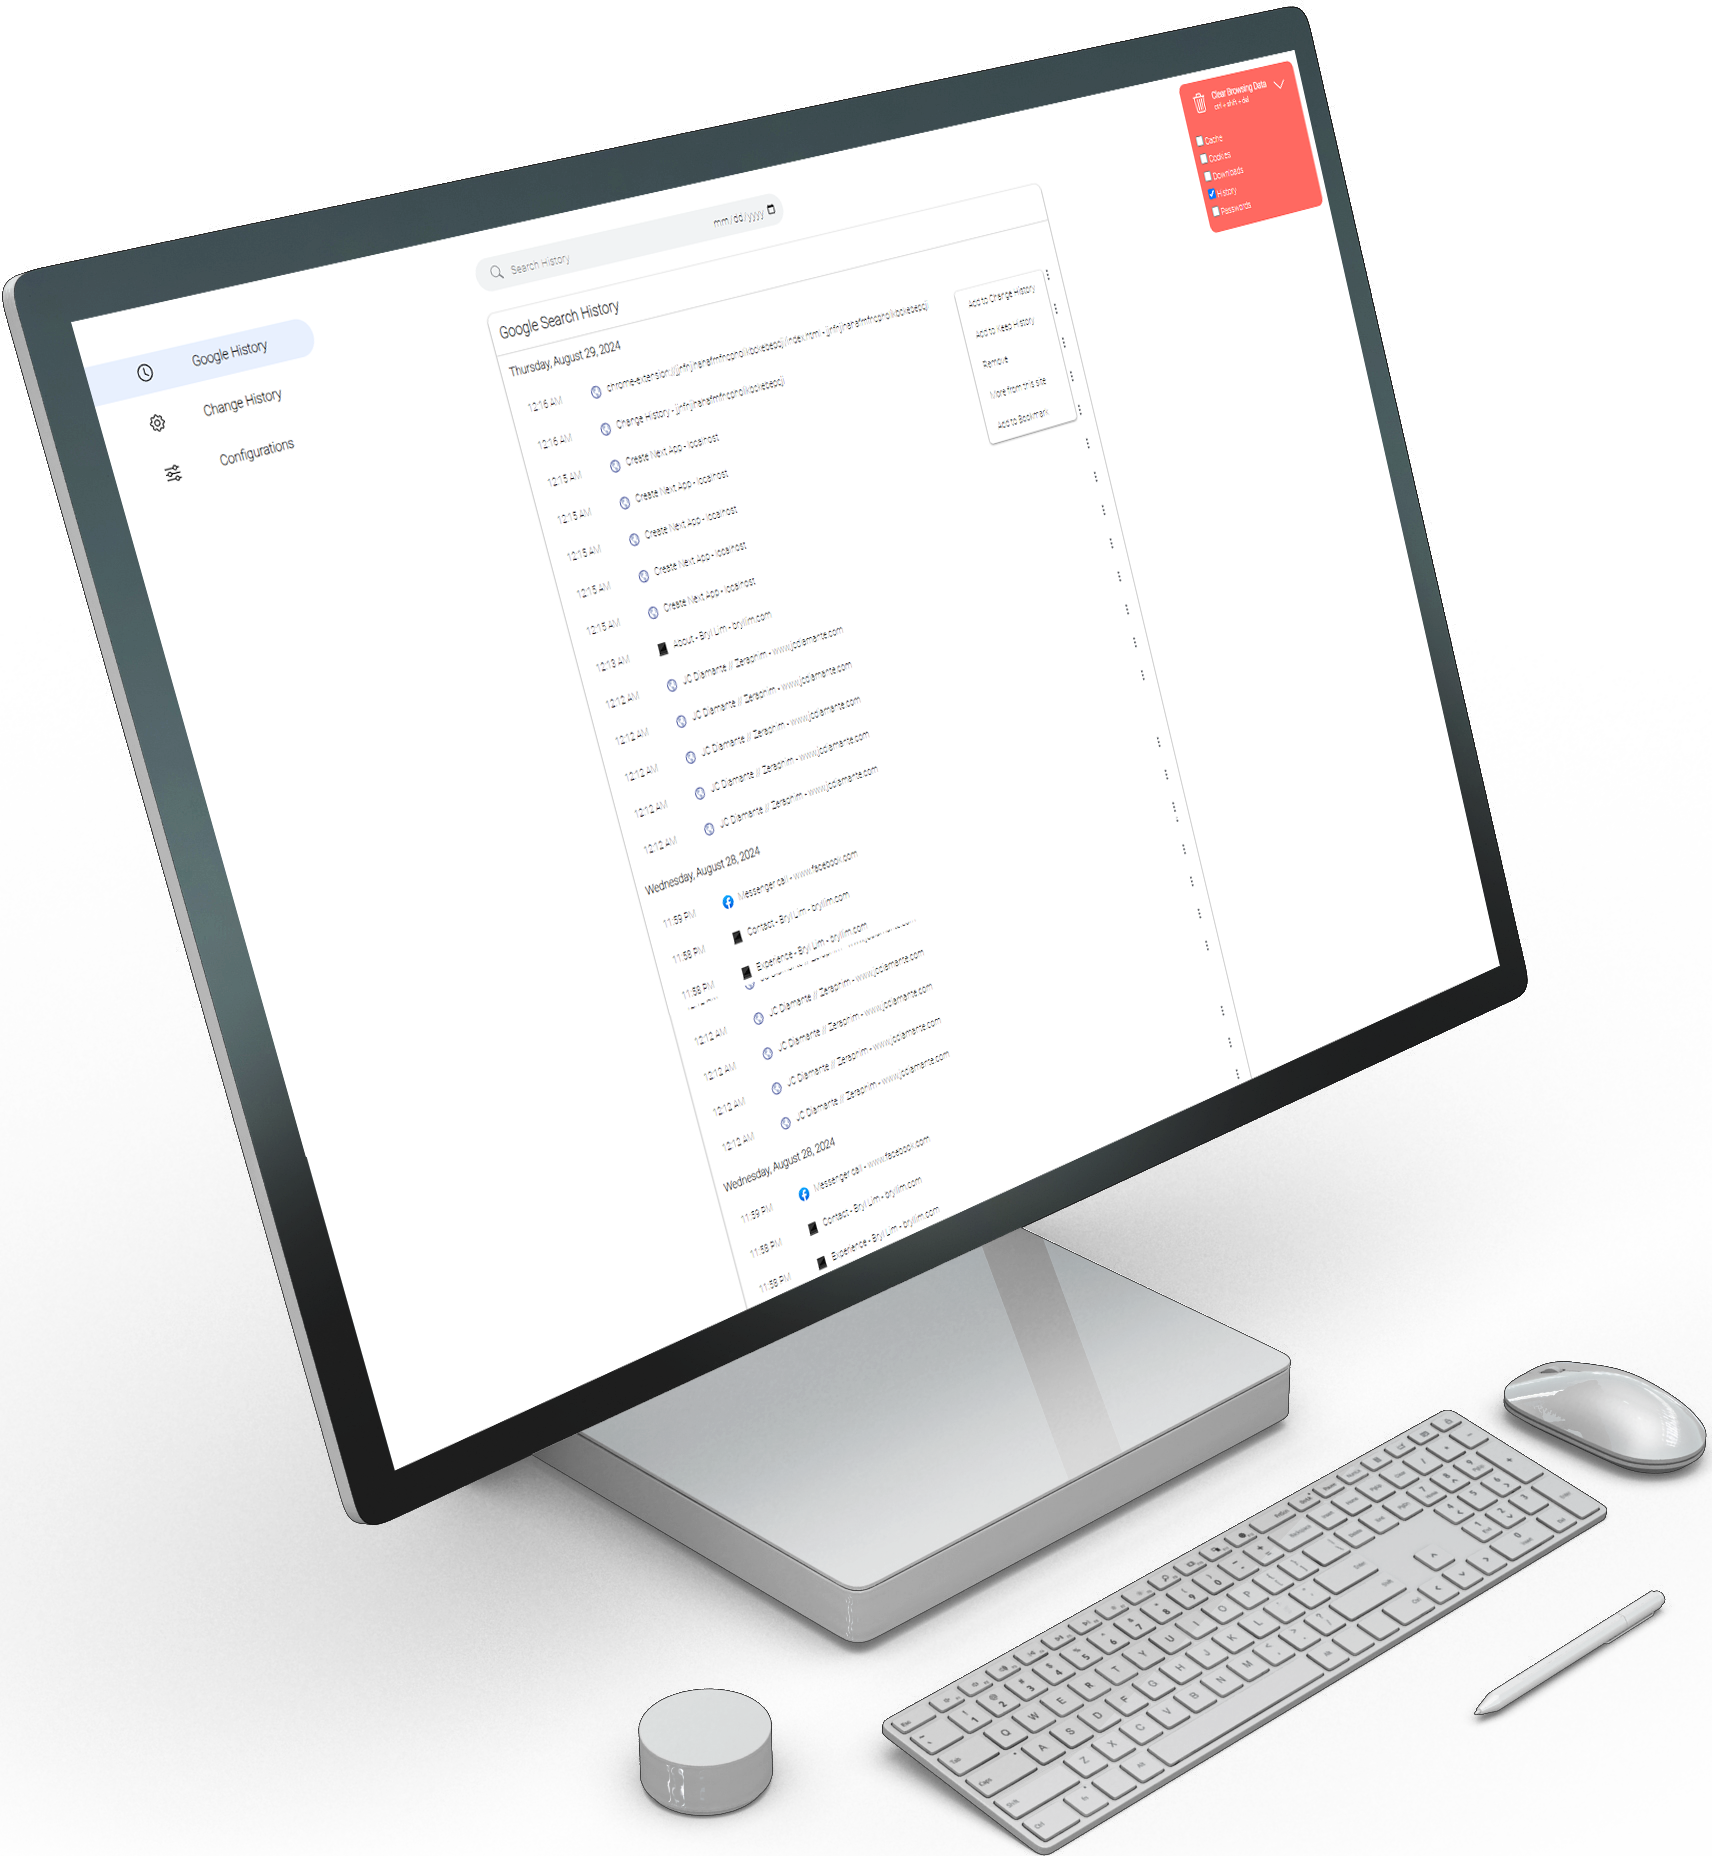 Clear Browsing Data
ctrl + shift + del
Cache
Cookies
Downloads
History
Passwords
Search History
mm/dd/yyyy
Google History
Change History
Configurations
Google Search History
Thursday, August 29, 2024
12:16 AM
12:16 AM Change History -
12:15 AM Create Next App - localhost
12:15 AM Create Next App - localhost
12:15 AM Create Next App - localhost
12:15 AM Create Next App - localhost
12:15 AM Create Next App - localhost
12:13 AM About - Bryl Lim - bryllim.com
12:12 AM JC Diamante // Zeraphim - www.jcdiamante.com
12:12 AM JC Diamante // Zeraphim - www.jcdiamante.com
12:12 AM JC Diamante // Zeraphim - www.jcdiamante.com
12:12 AM JC Diamante // Zeraphim - www.jcdiamante.com
12:12 AM JC Diamante // Zeraphim - www.jcdiamante.com
Add to Change History
Add to Keep History
Remove
More from this site
Add to Bookmark
Wednesday, August 28, 2024
11:59 PM Messenger call - www.facebook.com
11:58 PM Contact - Bryl Lim - bryllim.com
11:58 PM Experience - Bryl Lim - bryllim.com
12:12 AM JC Diamante // Zeraphim - www.jcdiamante.com
12:12 AM JC Diamante // Zeraphim - www.jcdiamante.com
12:12 AM JC Diamante // Zeraphim - www.jcdiamante.com
12:12 AM JC Diamante // Zeraphim - www.jcdiamante.com
Wednesday, August 28, 2024
11:59 PM Messenger call - www.facebook.com
11:58 PM Contact - Bryl Lim - bryllim.com
11:58 PM Experience - Bryl Lim - bryllim.com